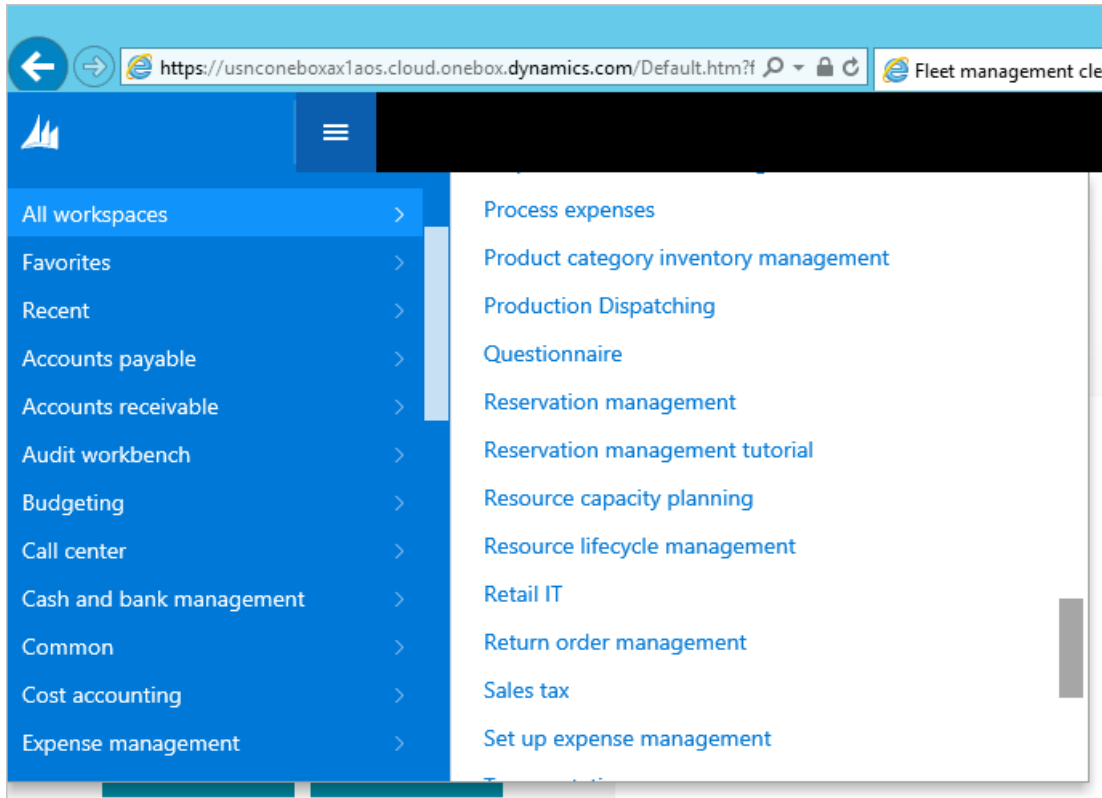 https://usnconeboxax1aos.cloud.onebox.dynamics.com/Default.htm?f
Fleet management cle
All workspaces
Favorites
Recent
Accounts payable
Accounts receivable
Audit workbench
Budgeting
Call center
Cash and bank management
Common
Cost accounting
Expense management
Process expenses
Product category inventory management
Production Dispatching
Questionnaire
Reservation management
Reservation management tutorial
Resource capacity planning
Resource lifecycle management
Retail IT
Return order management
Sales tax
Set up expense management